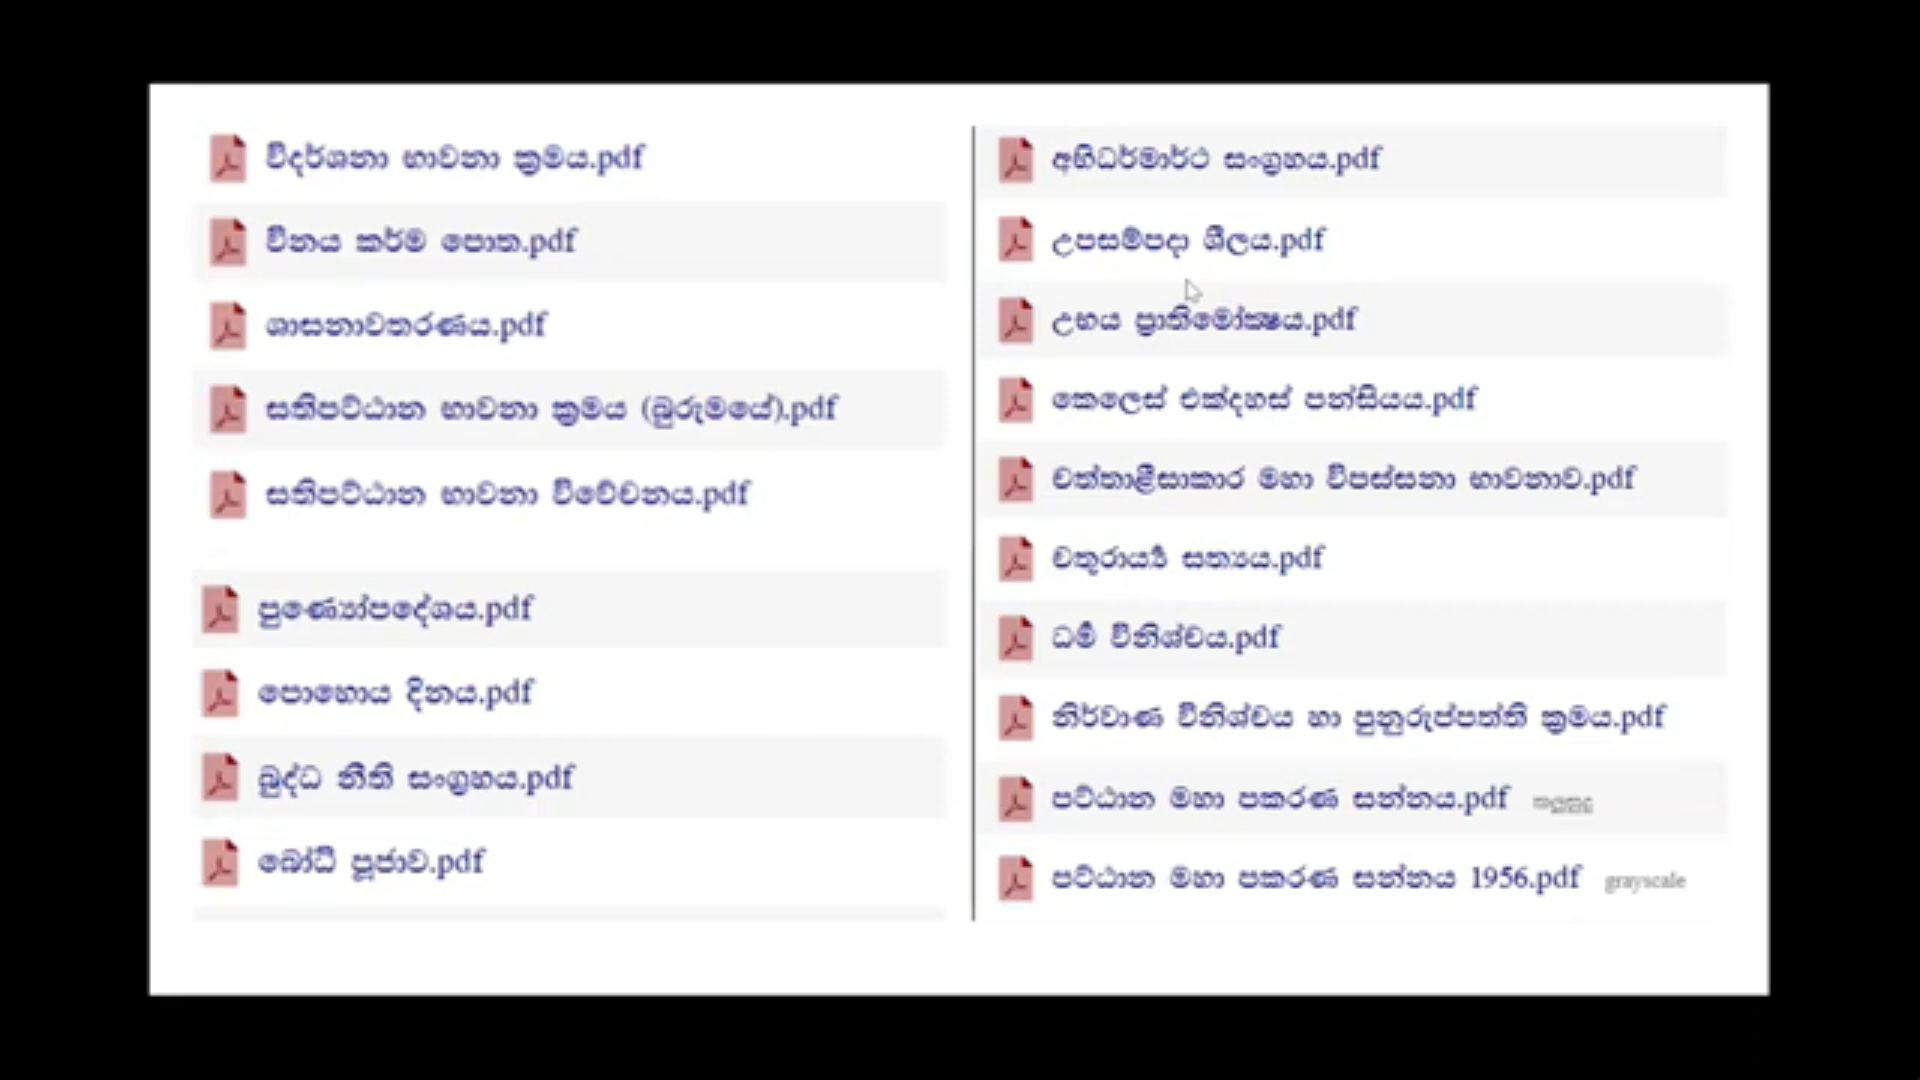 විදර්ශනා භාවනා ක්‍රමය.pdf
විනය කර්ම පොත.pdf
ශාසනාවතරණය.pdf
සතිපට්ඨාන භාවනා ක්‍රමය (බුරුමයේ).pdf
සතිපට්ඨාන භාවනා විවේචනය.pdf
පුණ්‍යෝපදේශය.pdf
පොහොය දිනය.pdf
බුද්ධ නීති සංග්‍රහය.pdf
බෝධි පූජාව.pdf
අභිධර්මාර්ථ සංග්‍රහය.pdf
උපසම්පදා ශීලය.pdf
උභය ප්‍රාතිමෝක්‍ෂය.pdf
කෙලෙස් එක්දහස් පන්සියය.pdf
චත්තාළීසාකාර මහා විපස්සනා භාවනාව.pdf
චතුරාර්‍ය්‍ය සත්‍යය.pdf
ධර්‍ම විනිශ්චය.pdf
නිර්වාණ විනිශ්චය හා පුනරුප්පත්ති ක්‍රමය.pdf
පට්ඨාන මහා පකරණ සන්නය.pdf
පට්ඨාන මහා පකරණ සන්නය 1956.pdf grayscale